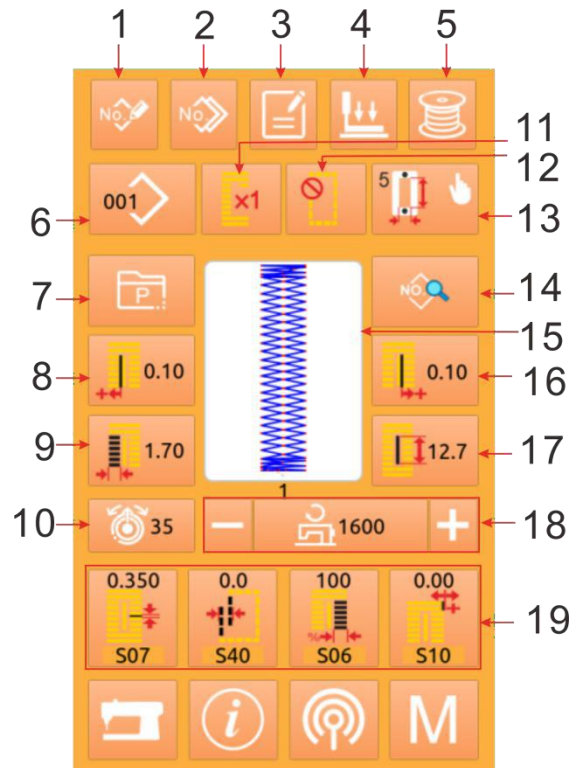 1 2 3 4 5
No. No.
11
12
001 ×1 5
6 13
P No.
7 14
15
8 0.10 0.10 16
9 1.70 12.7 17
1
10 35 − 1600 + 18
0.350 0.0 100 0.00
% 19
S07 S40 S06 S10
i M